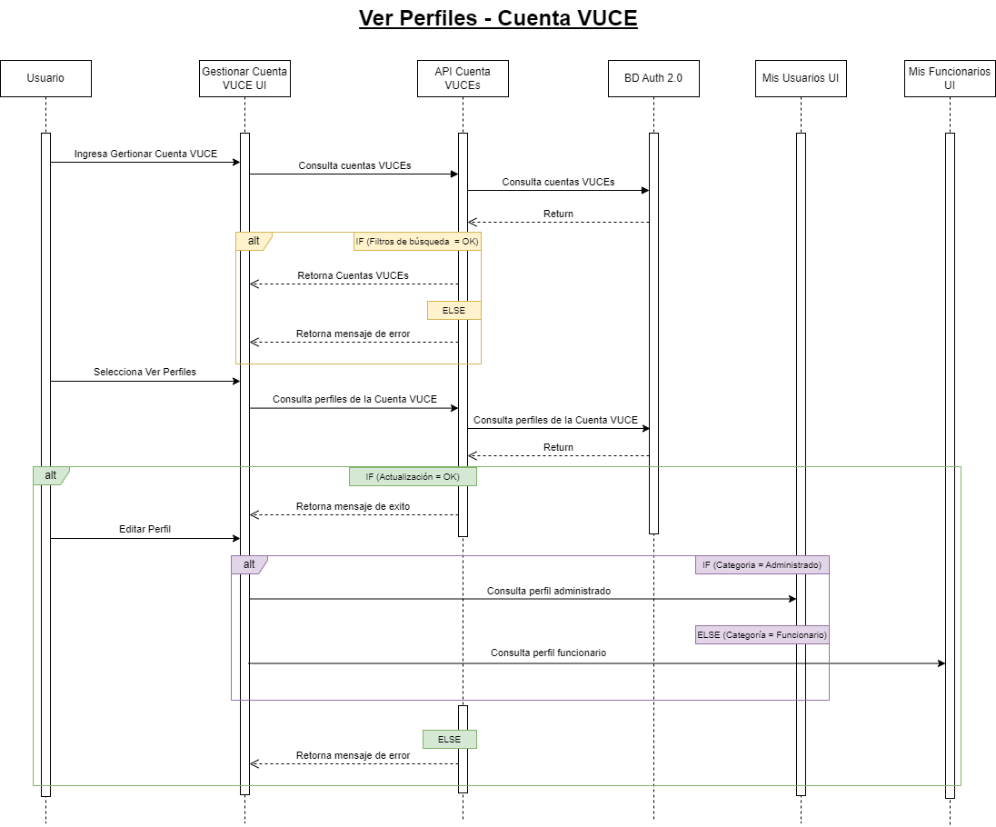 Ver Perfiles - Cuenta VUCE
Usuario
Gestionar Cuenta
VUCE UI
API Cuenta
VUCEs
BD Auth 2.0
Mis Usuarios UI
Mis Funcionarios
UI
Ingresa Gertionar Cuenta VUCE
Consulta cuentas VUCEs
Consulta cuentas VUCEs
Return
alt
IF (Filtros de búsqueda = OK)
Retorna Cuentas VUCEs
ELSE
Retorna mensaje de error
Selecciona Ver Perfiles
Consulta perfiles de la Cuenta VUCE
Consulta perfiles de la Cuenta VUCE
Return
alt
IF (Actualización = OK)
Retorna mensaje de exito
Editar Perfil
alt
IF (Categoria = Administrado)
Consulta perfil administrado
ELSE (Categoría = Funcionario)
Consulta perfil funcionario
ELSE
Retorna mensaje de error